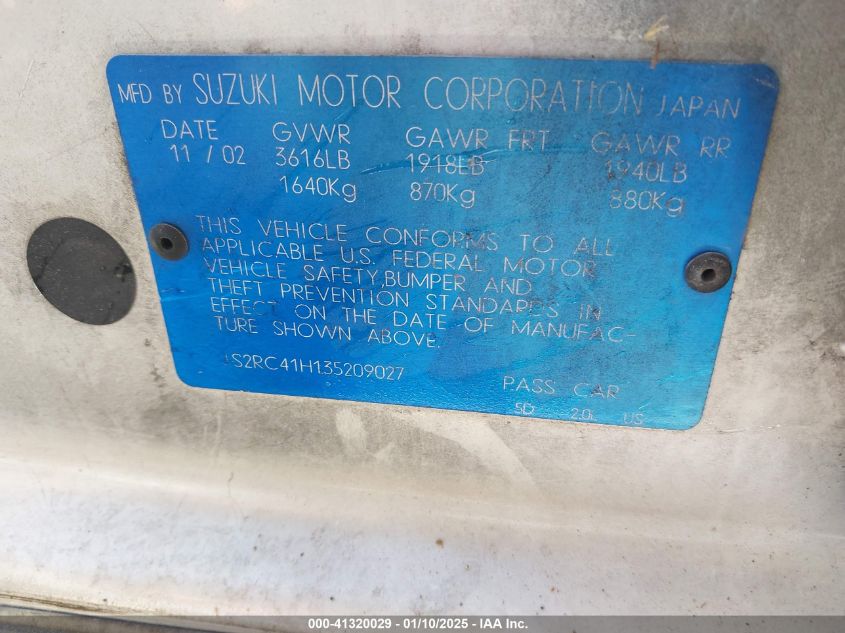 MFD BY SUZUKI MOTOR CORPORATION JAPAN
DATE GVWR GAWR FRT GAWR RR
11 / 02 3616LB 1918LB 1940LB
1640Kg 870Kg 880Kg
THIS VEHICLE CONFORMS TO ALL
APPLICABLE U.S. FEDERAL MOTOR
VEHICLE SAFETY,BUMPER AND
THEFT PREVENTION STANDARDS IN
EFFECT ON THE DATE OF MANUFAC-
TURE SHOWN ABOVE.
JS2RC41H135209027 PASS CAR
5D 2.0L US
000-41320029 — 01/10/2025 — IAA Inc.